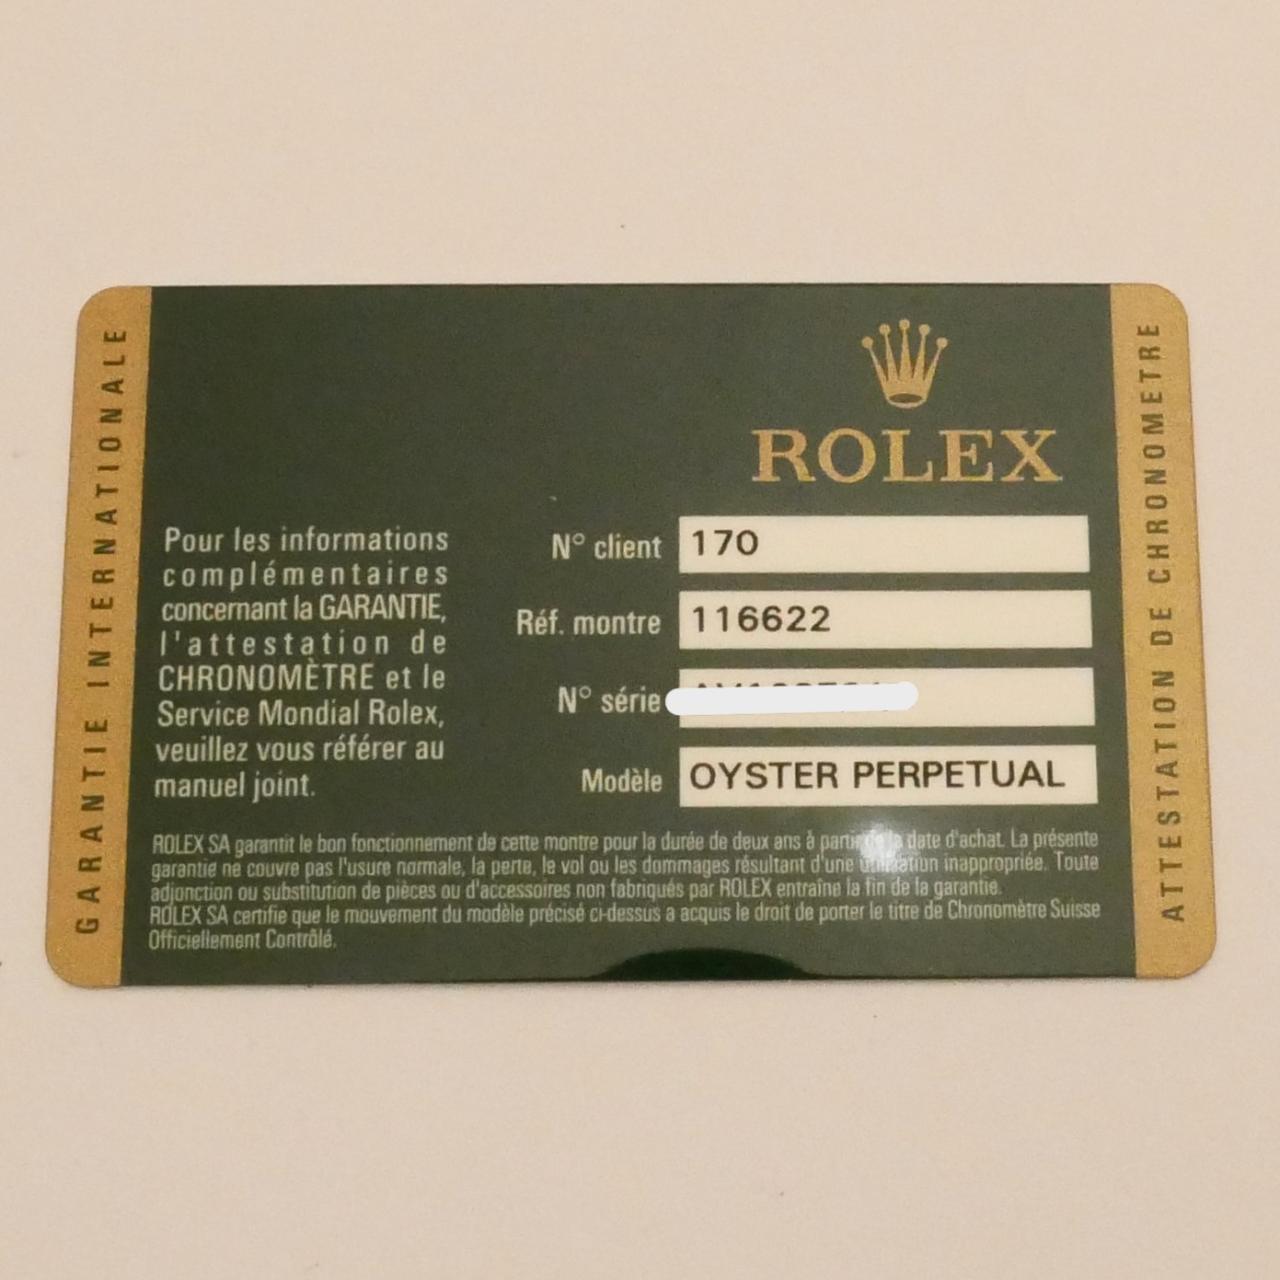 GARANTIE INTERNATIONALE
ROLEX
Pour les informations
complémentaires
concernant la GARANTIE,
l'attestation de
CHRONOMÈTRE et le
Service Mondial Rolex,
veuillez vous référer au
manuel joint.
N° client 170
Réf. montre 116622
N° série
Modèle OYSTER PERPETUAL
ROLEX SA garantit le bon fonctionnement de cette montre pour la durée de deux ans à partir de la date d'achat. La présente
garantie ne couvre pas l'usure normale, la perte, le vol ou les dommages résultant d'une utilisation inappropriée. Toute
adjonction ou substitution de pièces ou d'accessoires non fabriqués par ROLEX entraîne la fin de la garantie.
ROLEX SA certifie que le mouvement du modèle précisé ci-dessus a acquis le droit de porter le titre de Chronomètre Suisse
Officiellement Contrôlé.
ATTESTATION DE CHRONOMETRE